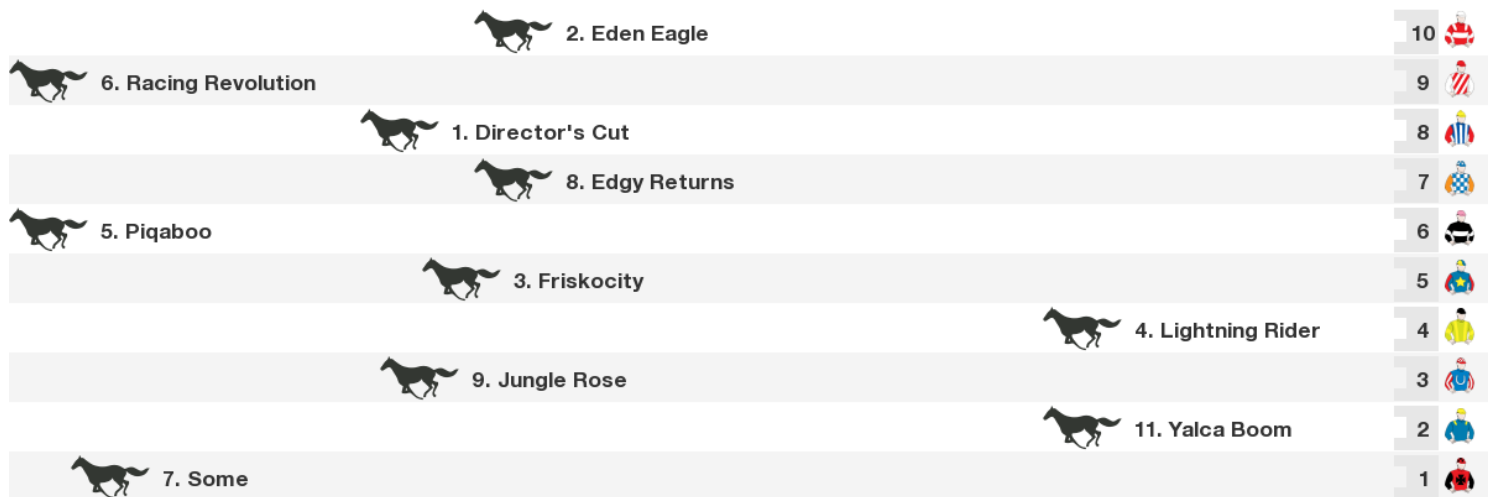 2. Eden Eagle 10
6. Racing Revolution 9
1. Director's Cut 8
8. Edgy Returns 7
5. Piqaboo 6
3. Friskocity 5
4. Lightning Rider 4
9. Jungle Rose 3
11. Yalca Boom 2
7. Some 1